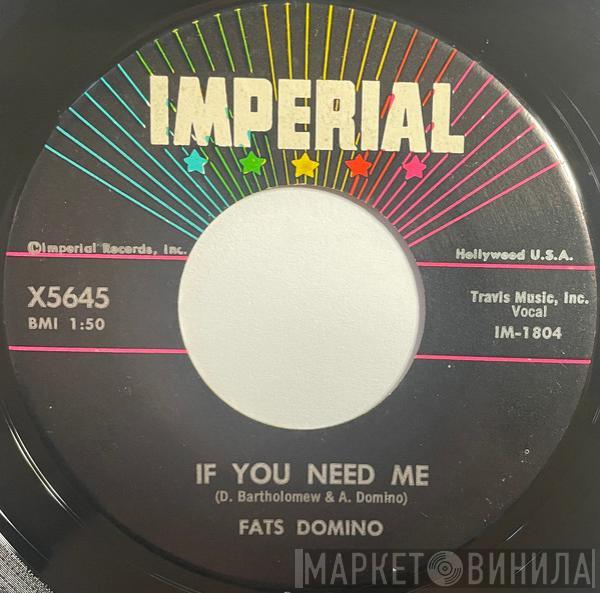 IMPERIAL
©Imperial Records, Inc.
Hollywood U.S.A.
X5645
BMI 1:50
Travis Music, Inc.
Vocal
IM-1804
IF YOU NEED ME
(D. Bartholomew & A. Domino)
FATS DOMINO
МАРКЕТ ВИНИЛА